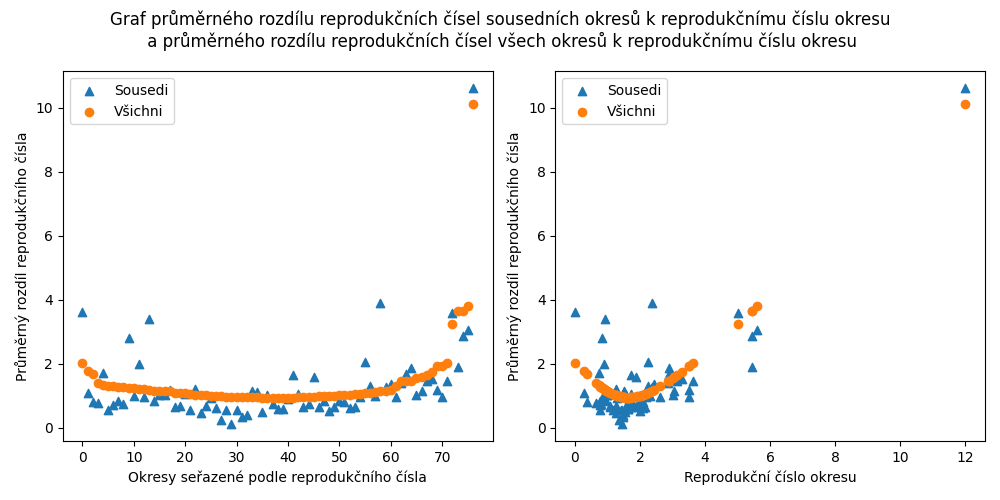 Graf průměrného rozdílu reprodukčních čísel sousedních okresů k reprodukčnímu číslu okresu
a průměrného rozdílu reprodukčních čísel všech okresů k reprodukčnímu číslu okresu
Sousedi
Všichni
Průměrný rozdíl reprodukčního čísla
10
8
6
4
2
0
0 10 20 30 40 50 60 70
Okresy seřazené podle reprodukčního čísla
Sousedi
Všichni
Průměrný rozdíl reprodukčního čísla
10
8
6
4
2
0
0 2 4 6 8 10 12
Reprodukční číslo okresu